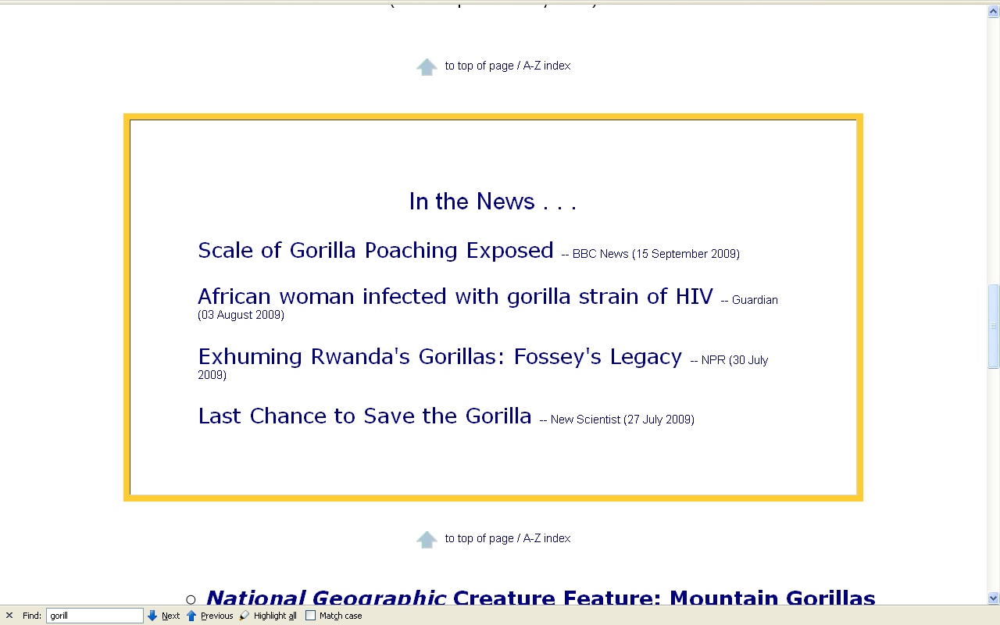 to top of page / A-Z index
In the News . . .
Scale of Gorilla Poaching Exposed -- BBC News (15 September 2009)
African woman infected with gorilla strain of HIV -- Guardian
(03 August 2009)
Exhuming Rwanda's Gorillas: Fossey's Legacy -- NPR (30 July
2009)
Last Chance to Save the Gorilla -- New Scientist (27 July 2009)
to top of page / A-Z index
National Geographic Creature Feature: Mountain Gorillas
Find: gorill Next Previous Highlight all Match case